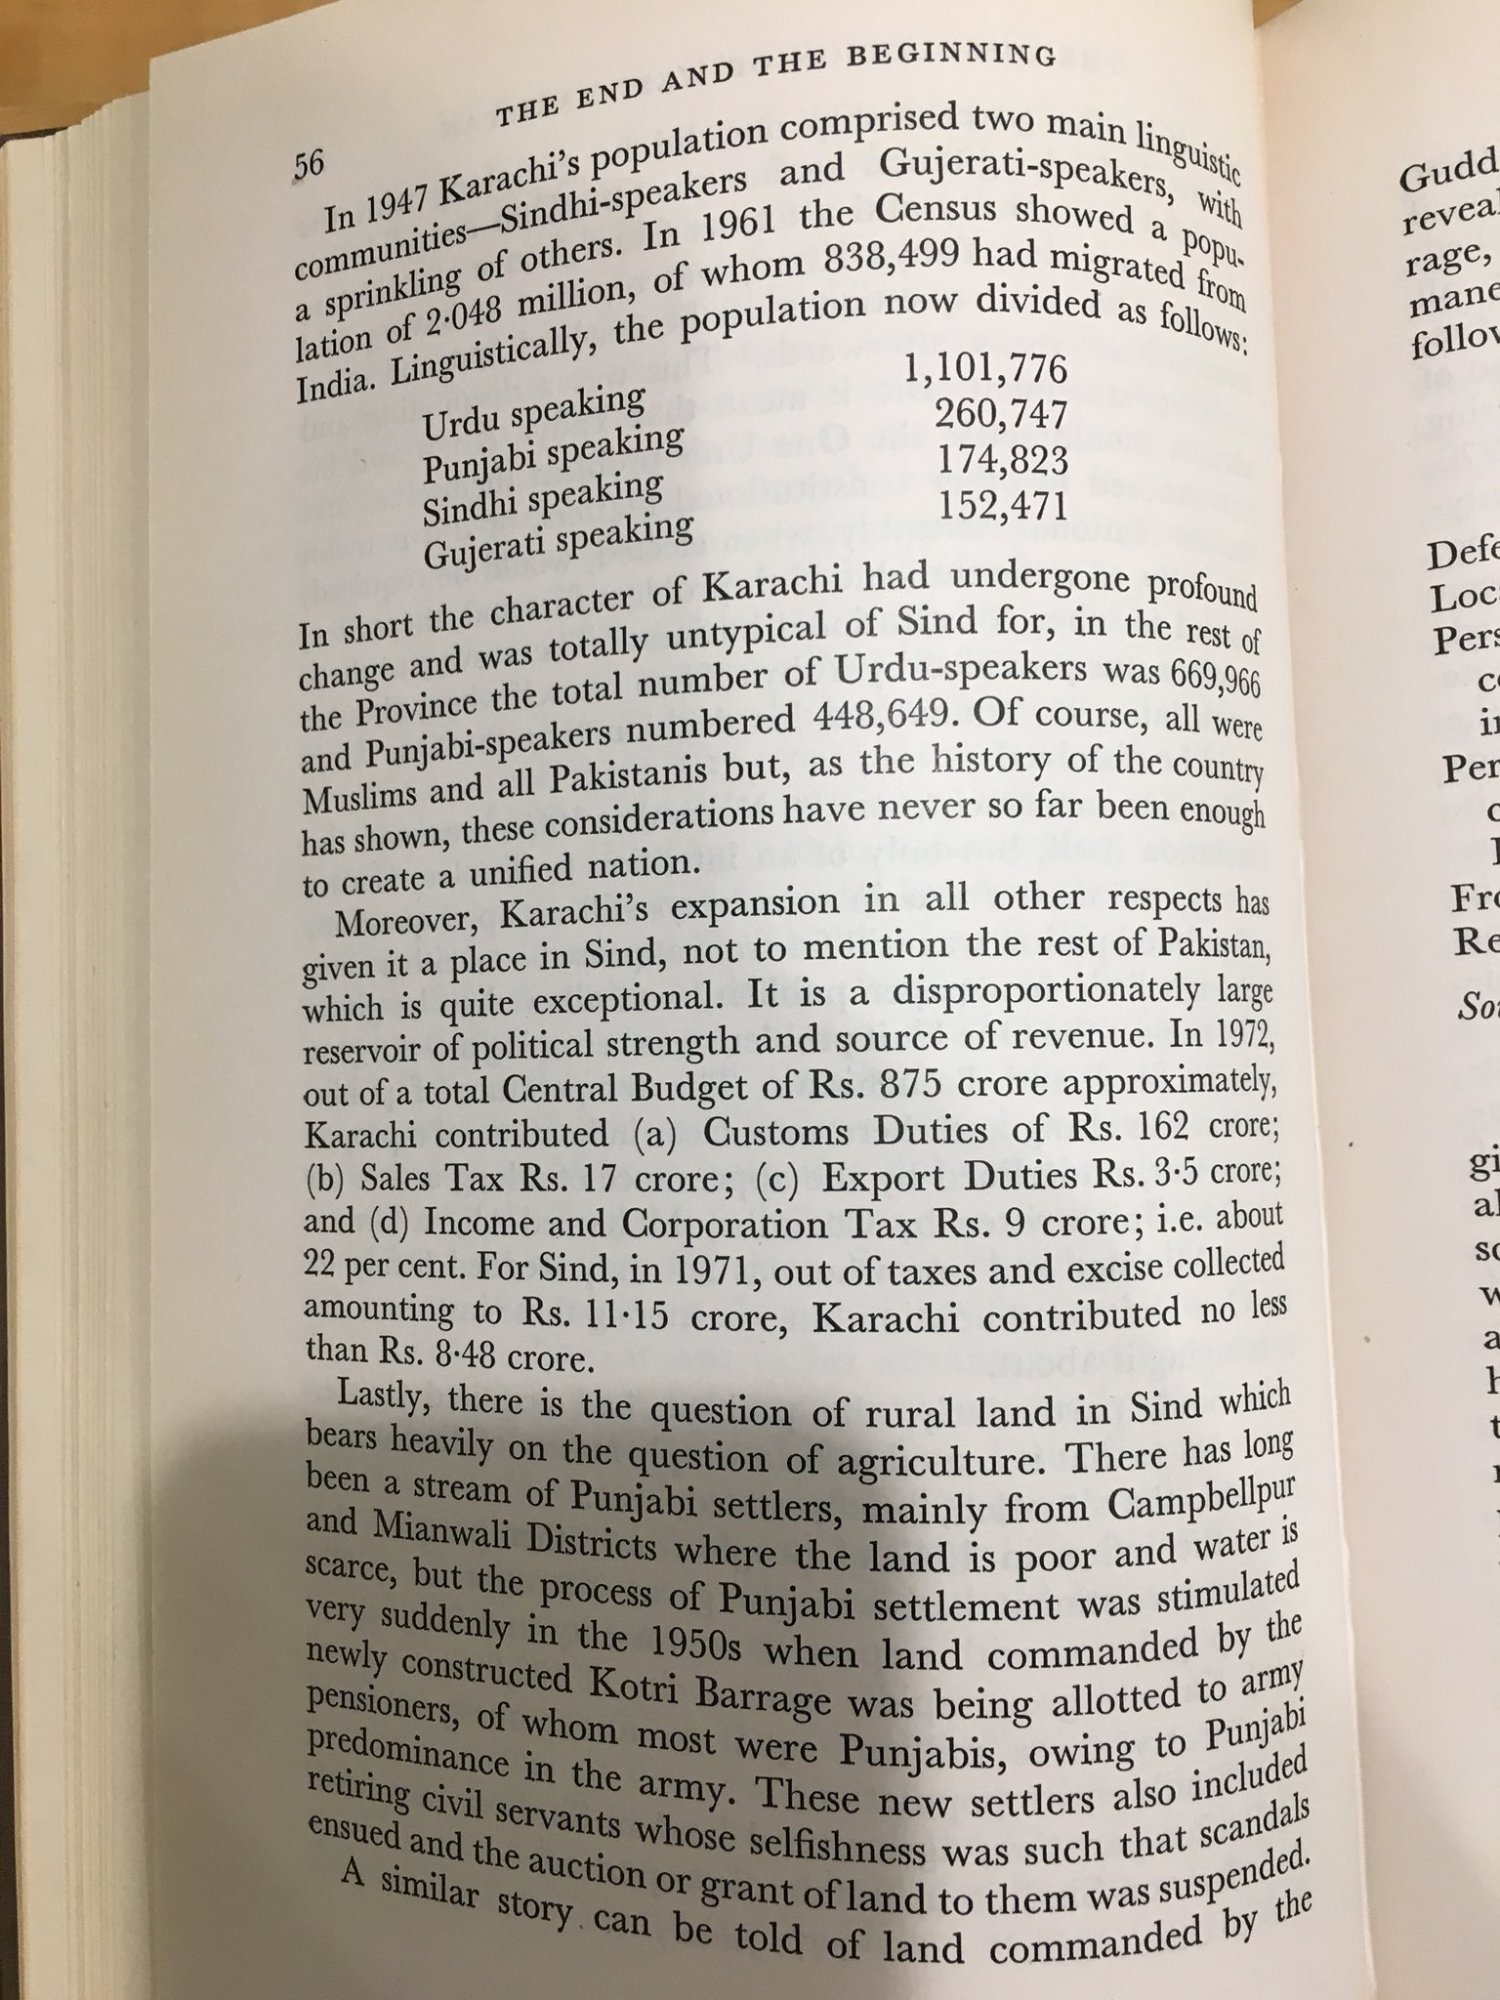 THE END AND THE BEGINNING
56
In 1947 Karachi's population comprised two main linguistic
communities—Sindhi-speakers and Gujerati-speakers, with
a sprinkling of others. In 1961 the Census showed a popu-
lation of 2·048 million, of whom 838,499 had migrated from
India. Linguistically, the population now divided as follows:
Urdu speaking 1,101,776
Punjabi speaking 260,747
Sindhi speaking 174,823
Gujerati speaking 152,471
In short the character of Karachi had undergone profound
change and was totally untypical of Sind for, in the rest of
the Province the total number of Urdu-speakers was 669,966
and Punjabi-speakers numbered 448,649. Of course, all were
Muslims and all Pakistanis but, as the history of the country
has shown, these considerations have never so far been enough
to create a unified nation.
Moreover, Karachi's expansion in all other respects has
given it a place in Sind, not to mention the rest of Pakistan,
which is quite exceptional. It is a disproportionately large
reservoir of political strength and source of revenue. In 1972,
out of a total Central Budget of Rs. 875 crore approximately,
Karachi contributed (a) Customs Duties of Rs. 162 crore;
(b) Sales Tax Rs. 17 crore; (c) Export Duties Rs. 3·5 crore;
and (d) Income and Corporation Tax Rs. 9 crore; i.e. about
22 per cent. For Sind, in 1971, out of taxes and excise collected
amounting to Rs. 11·15 crore, Karachi contributed no less
than Rs. 8·48 crore.
Lastly, there is the question of rural land in Sind which
bears heavily on the question of agriculture. There has long
been a stream of Punjabi settlers, mainly from Campbellpur
and Mianwali Districts where the land is poor and water is
scarce, but the process of Punjabi settlement was stimulated
very suddenly in the 1950s when land commanded by the
newly constructed Kotri Barrage was being allotted to army
pensioners, of whom most were Punjabis, owing to Punjabi
predominance in the army. These new settlers also included
retiring civil servants whose selfishness was such that scandals
ensued and the auction or grant of land to them was suspended.
A similar story can be told of land commanded by the
rage,